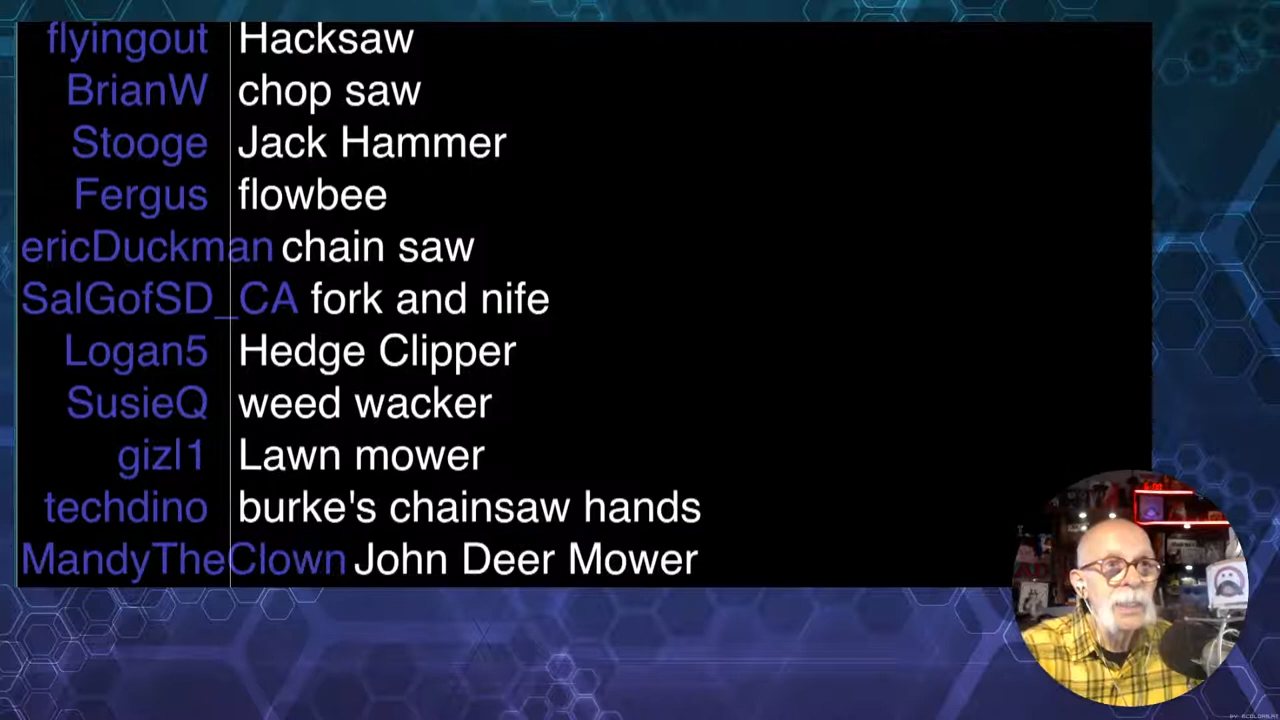 flyingout Hacksaw
BrianW chop saw
Stooge Jack Hammer
Fergus flowbee
ericDuckman chain saw
SalGofSD_CA fork and nife
Logan5 Hedge Clipper
SusieQ weed wacker
gizl1 Lawn mower
techdino burke's chainsaw hands
MandyTheClown John Deer Mower